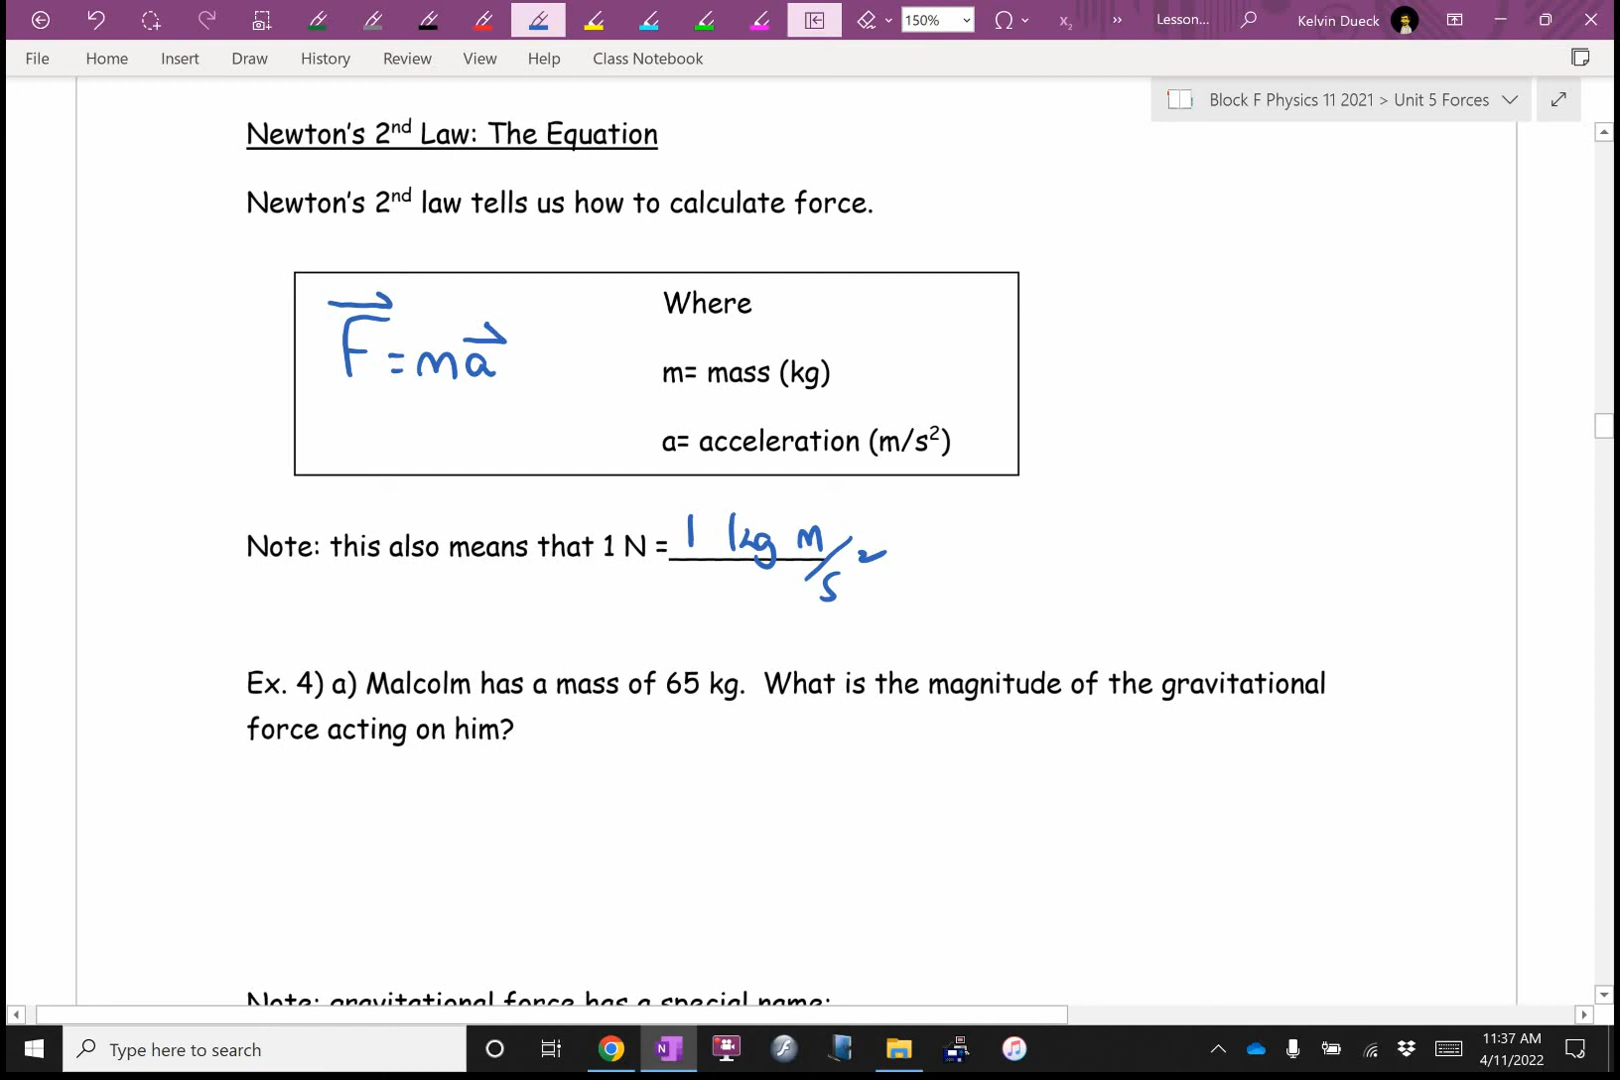 150%
Lesson...
Kelvin Dueck
File Home Insert Draw History Review View Help Class Notebook
Block F Physics 11 2021 > Unit 5 Forces
Newton's 2nd Law: The Equation
Newton's 2nd law tells us how to calculate force.
F⃗ = ma⃗
Where
m= mass (kg)
a= acceleration (m/s²)
Note: this also means that 1 N = 1 kg m/s²
Ex. 4) a) Malcolm has a mass of 65 kg. What is the magnitude of the gravitational
force acting on him?
Note: gravitational force has a special name:
Type here to search
11:37 AM
4/11/2022